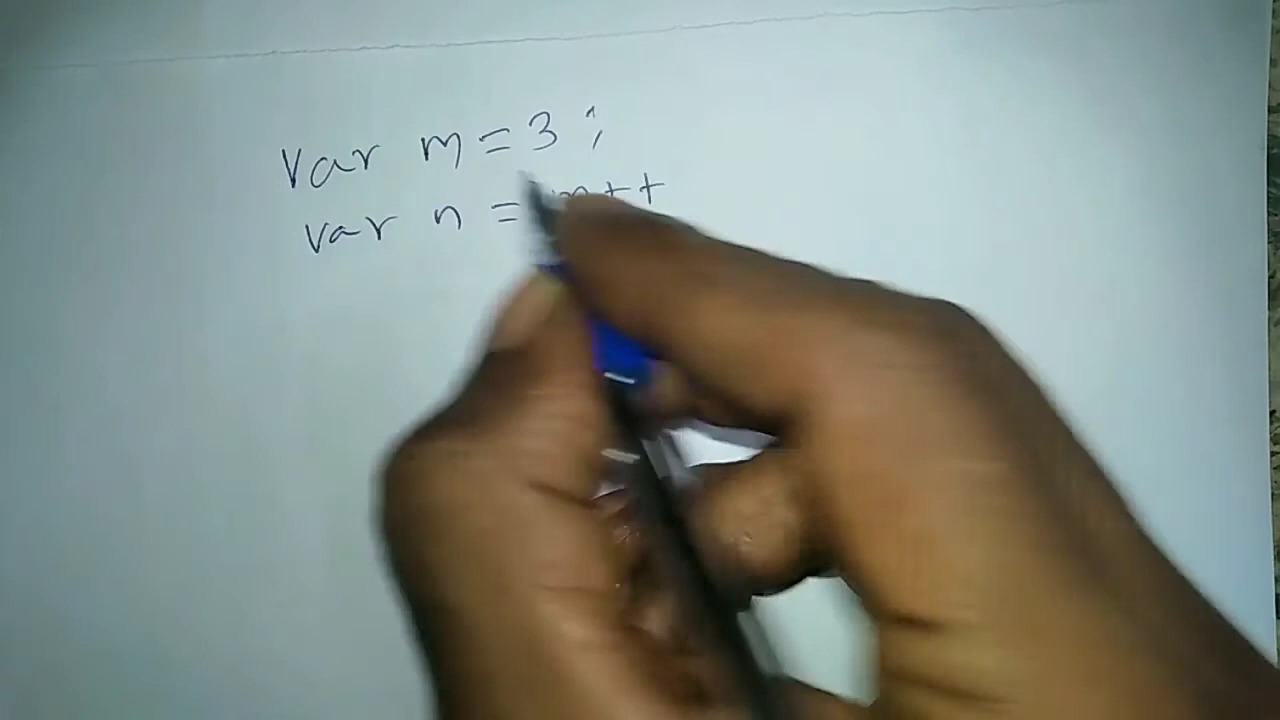 var m = 3 ;
var n = m++